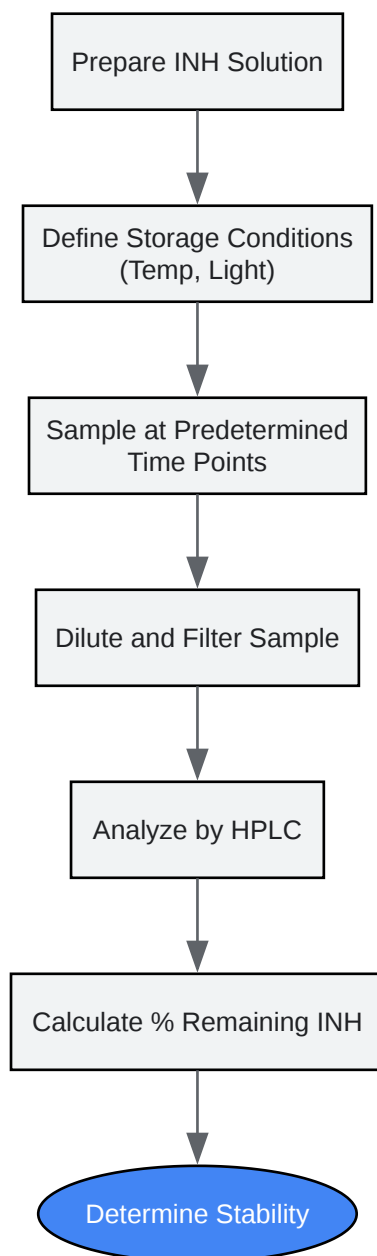 Prepare INH Solution
Define Storage Conditions
(Temp, Light)
Sample at Predetermined
Time Points
Dilute and Filter Sample
Analyze by HPLC
Calculate % Remaining INH
Determine Stability